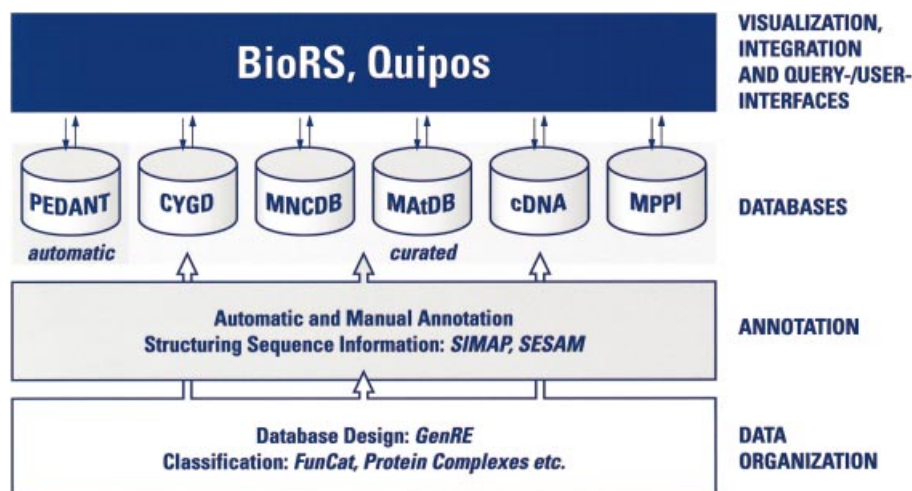 BioRS, Quipos
VISUALIZATION,
INTEGRATION
AND QUERY-/USER-
INTERFACES
PEDANT
CYGD
MNCDB
MAtDB
cDNA
MPPI
DATABASES
automatic
curated
Automatic and Manual Annotation
Structuring Sequence Information: SIMAP, SESAM
ANNOTATION
Database Design: GenRE
Classification: FunCat, Protein Complexes etc.
DATA
ORGANIZATION